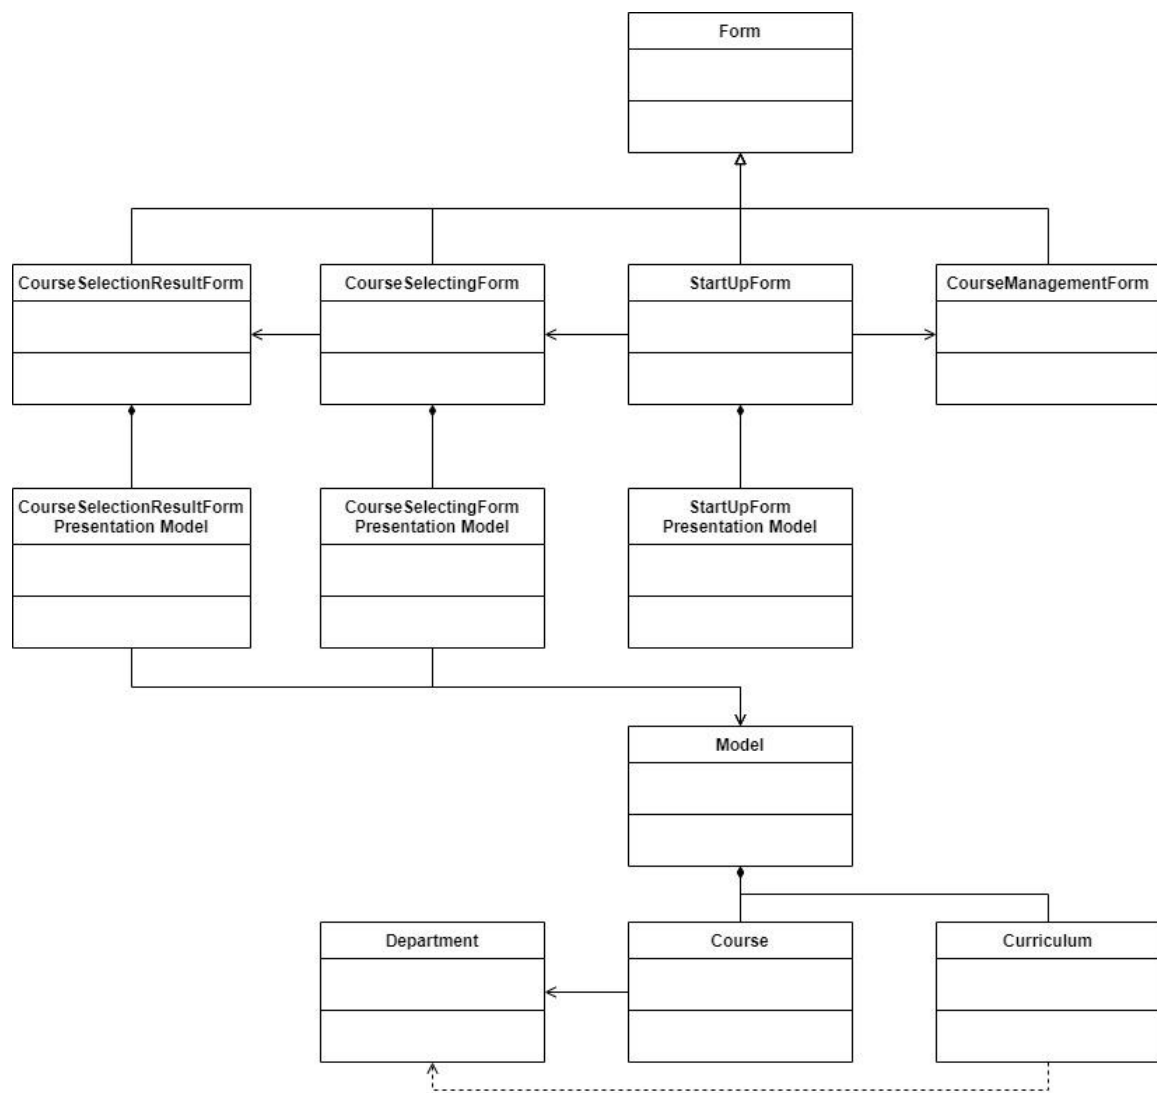 Form
CourseSelectionResultForm
CourseSelectingForm
StartUpForm
CourseManagementForm
CourseSelectionResultForm
Presentation Model
CourseSelectingForm
Presentation Model
StartUpForm
Presentation Model
Model
Department
Course
Curriculum